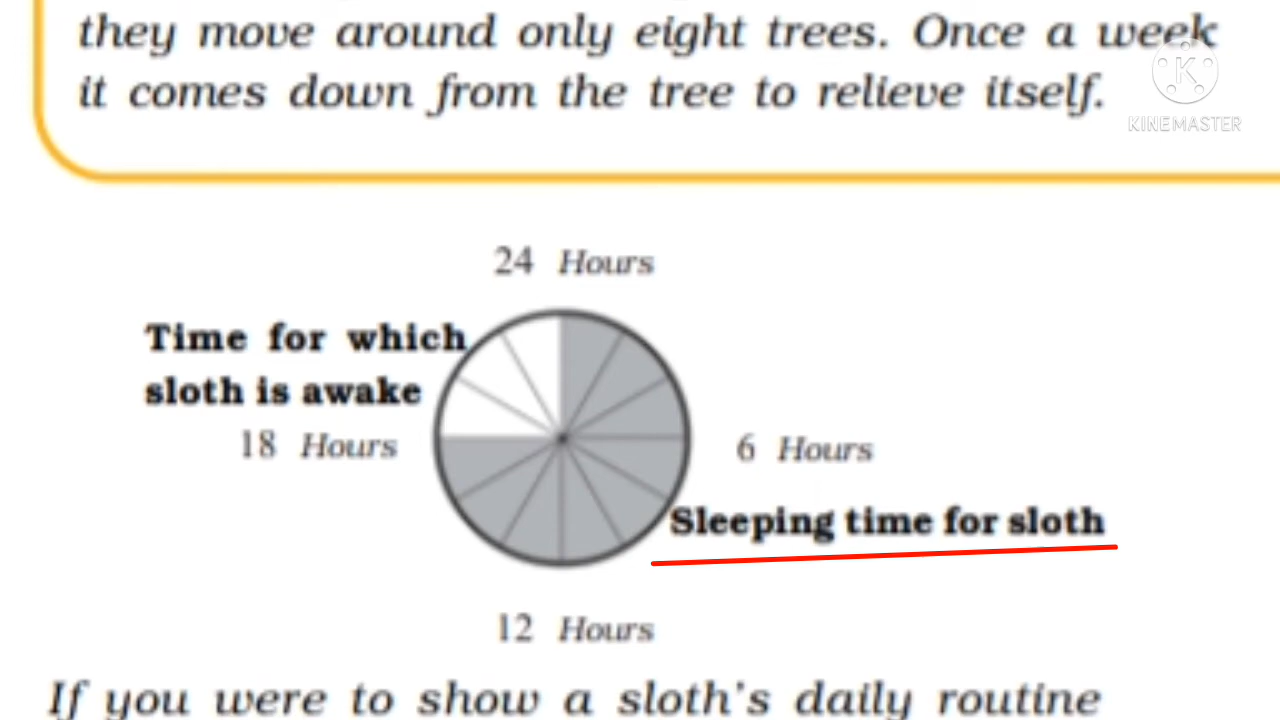 they move around only eight trees. Once a week
it comes down from the tree to relieve itself.
KINEMASTER
24 Hours
Time for which
sloth is awake
18 Hours
6 Hours
Sleeping time for sloth
12 Hours
If you were to show a sloth's daily routine